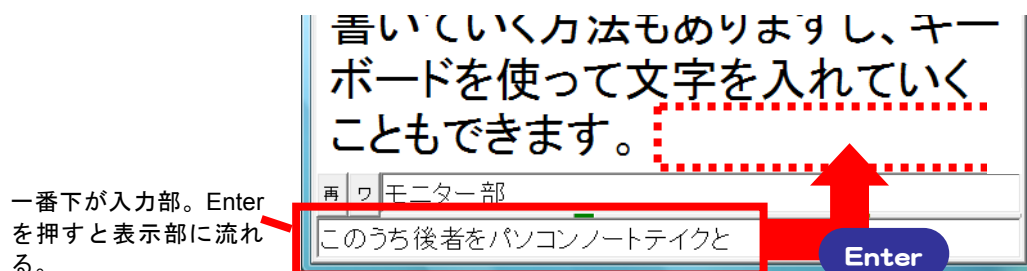 書いていく方法もありますし、キー
ボードを使って文字を入れていく
こともできます。
再 ワ モニター部
このうち後者をパソコンノートテイクと
Enter
一番下が入力部。Enter
を押すと表示部に流れ
る。